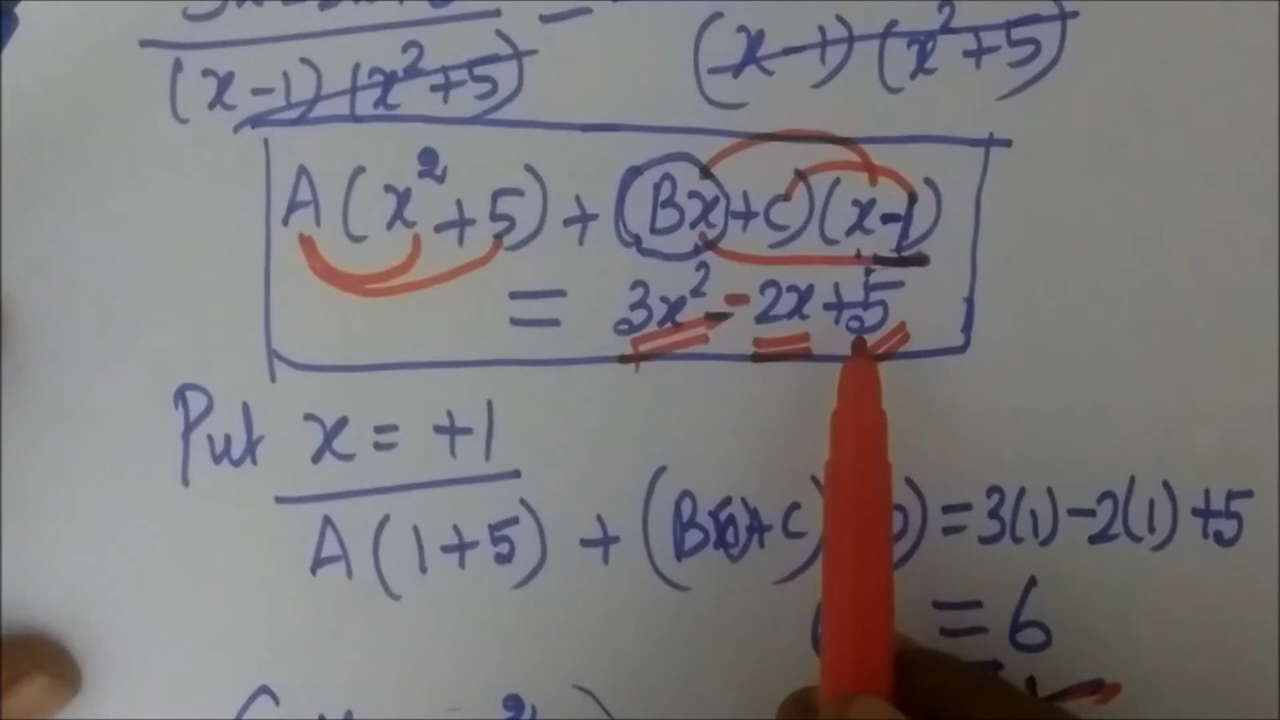 (x-1) (x²+5) (x-1) (x²+5)
A(x²+5) + (Bx+C)(x-1)
= 3x² - 2x + 5
Put x = +1
A(1+5) + (B + C) ) = 3(1) - 2(1) + 5
= 6